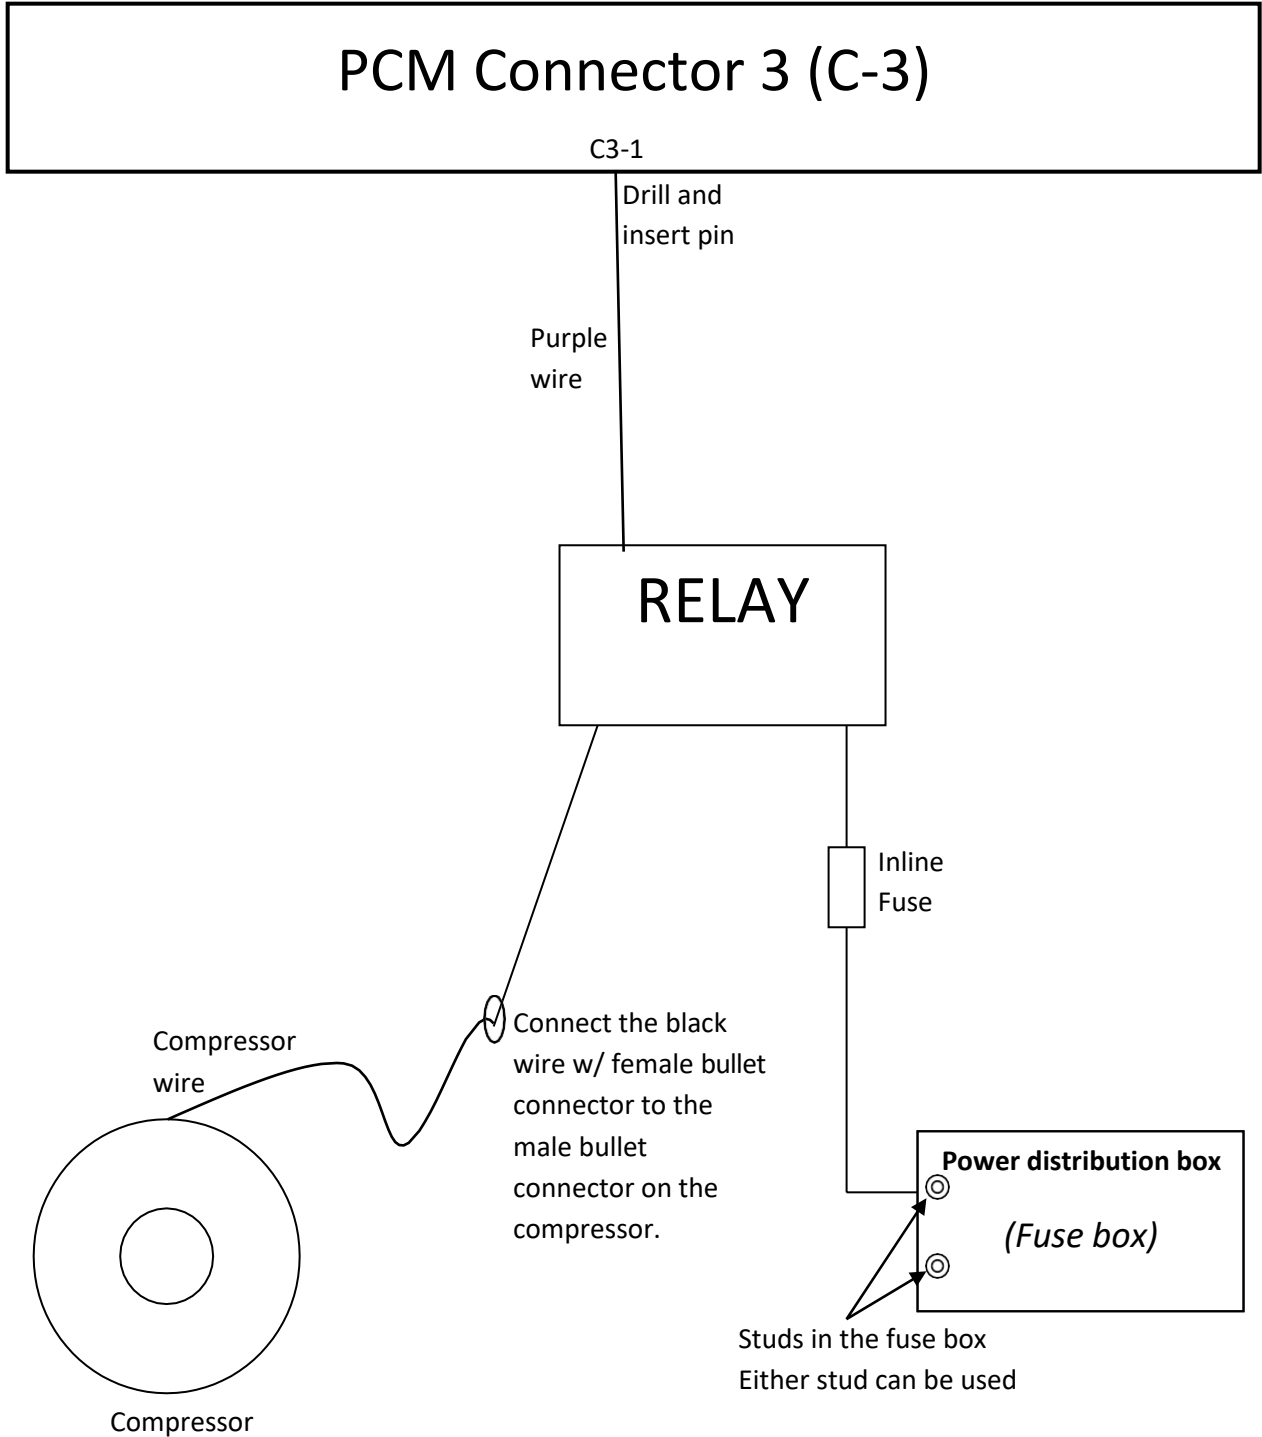 PCM Connector 3 (C-3)
C3-1
Drill and
insert pin
Purple
wire
RELAY
Inline
Fuse
Compressor
wire
Connect the black
wire w/ female bullet
connector to the
male bullet
connector on the
compressor.
Power distribution box
(Fuse box)
Studs in the fuse box
Either stud can be used
Compressor